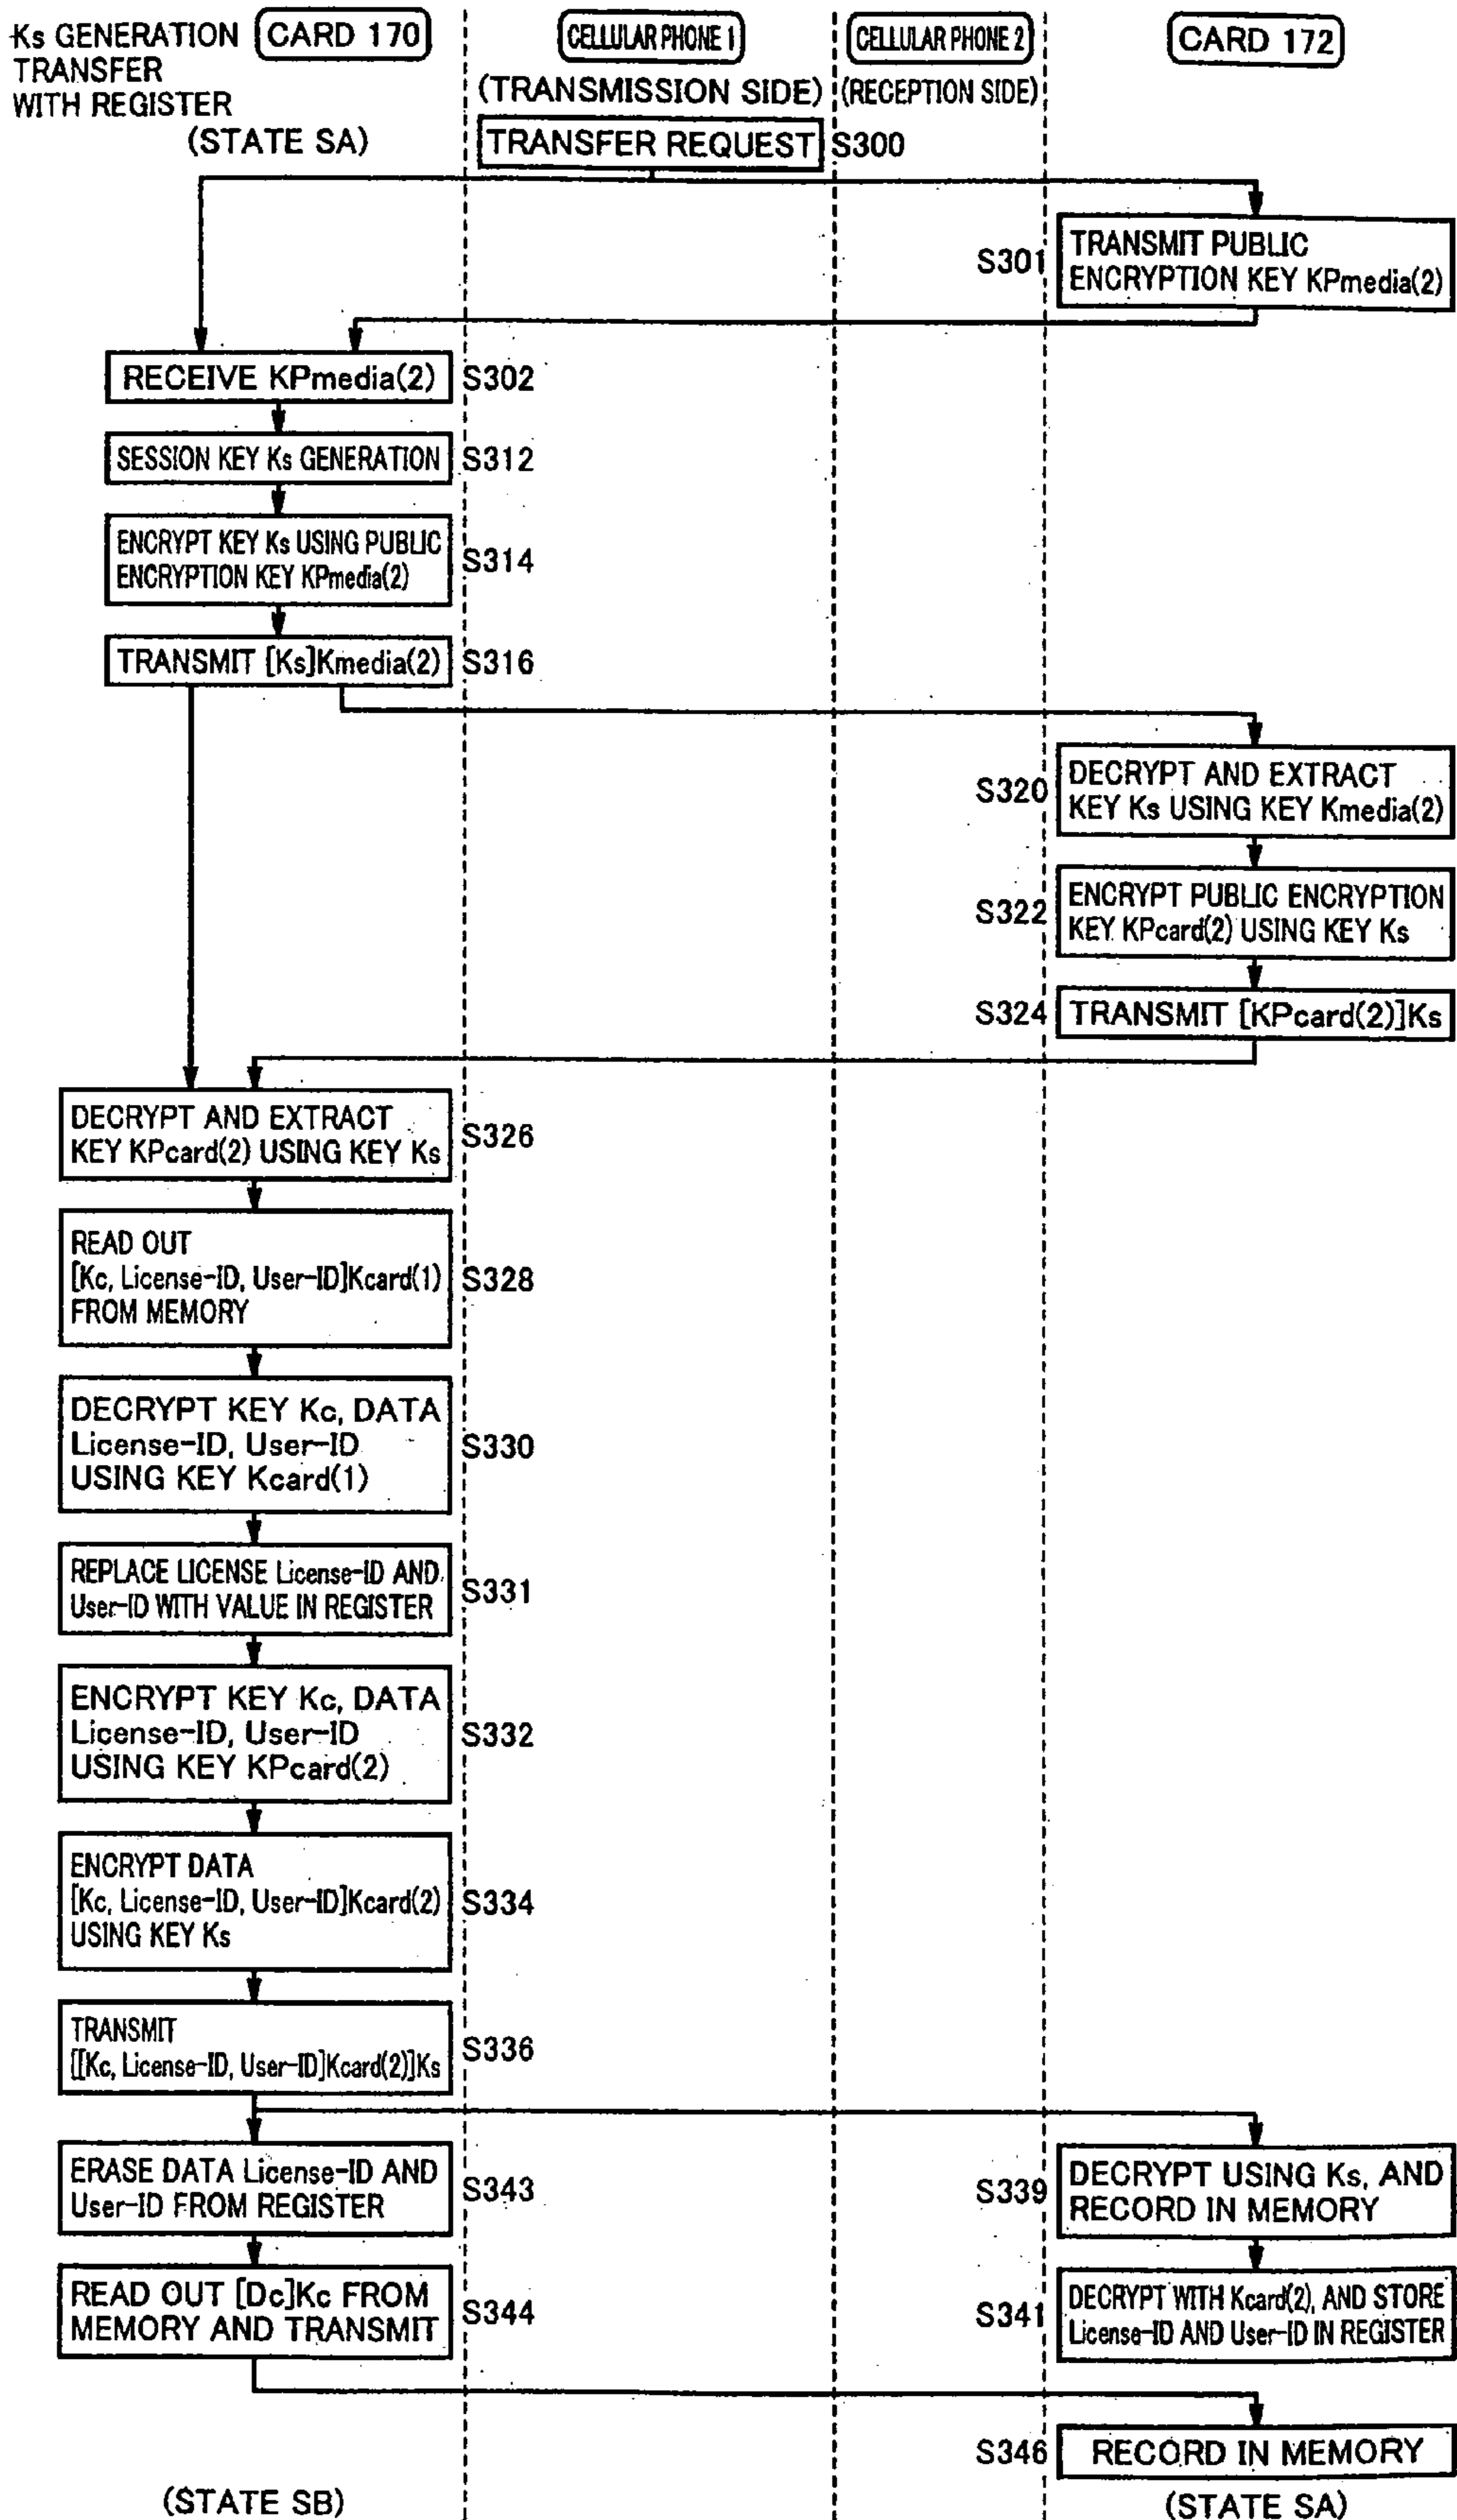 Ks GENERATION
TRANSFER
WITH REGISTER
CARD 170
(STATE SA)
CELLULAR PHONE 1
(TRANSMISSION SIDE)
CELLULAR PHONE 2
(RECEPTION SIDE)
CARD 172
TRANSFER REQUEST
S300
S301
TRANSMIT PUBLIC
ENCRYPTION KEY KPmedia(2)
RECEIVE KPmedia(2)
S302
SESSION KEY Ks GENERATION
S312
ENCRYPT KEY Ks USING PUBLIC
ENCRYPTION KEY KPmedia(2)
S314
TRANSMIT [Ks]Kmedia(2)
S316
S320
DECRYPT AND EXTRACT
KEY Ks USING KEY Kmedia(2)
S322
ENCRYPT PUBLIC ENCRYPTION
KEY KPcard(2) USING KEY Ks
S324
TRANSMIT [KPcard(2)]Ks
DECRYPT AND EXTRACT
KEY KPcard(2) USING KEY Ks
S326
READ OUT
[Kc, License-ID, User-ID]Kcard(1)
FROM MEMORY
S328
DECRYPT KEY Kc, DATA
License-ID, User-ID
USING KEY Kcard(1)
S330
REPLACE LICENSE License-ID AND
User-ID WITH VALUE IN REGISTER
S331
ENCRYPT KEY Kc, DATA
License-ID, User-ID
USING KEY KPcard(2)
S332
ENCRYPT DATA
[Kc, License-ID, User-ID]Kcard(2)
USING KEY Ks
S334
TRANSMIT
[[Kc, License-ID, User-ID]Kcard(2)]Ks
S336
ERASE DATA License-ID AND
User-ID FROM REGISTER
S343
S339
DECRYPT USING Ks, AND
RECORD IN MEMORY
READ OUT [Dc]Kc FROM
MEMORY AND TRANSMIT
S344
S341
DECRYPT WITH Kcard(2), AND STORE
License-ID AND User-ID IN REGISTER
S346
RECORD IN MEMORY
(STATE SB)
(STATE SA)